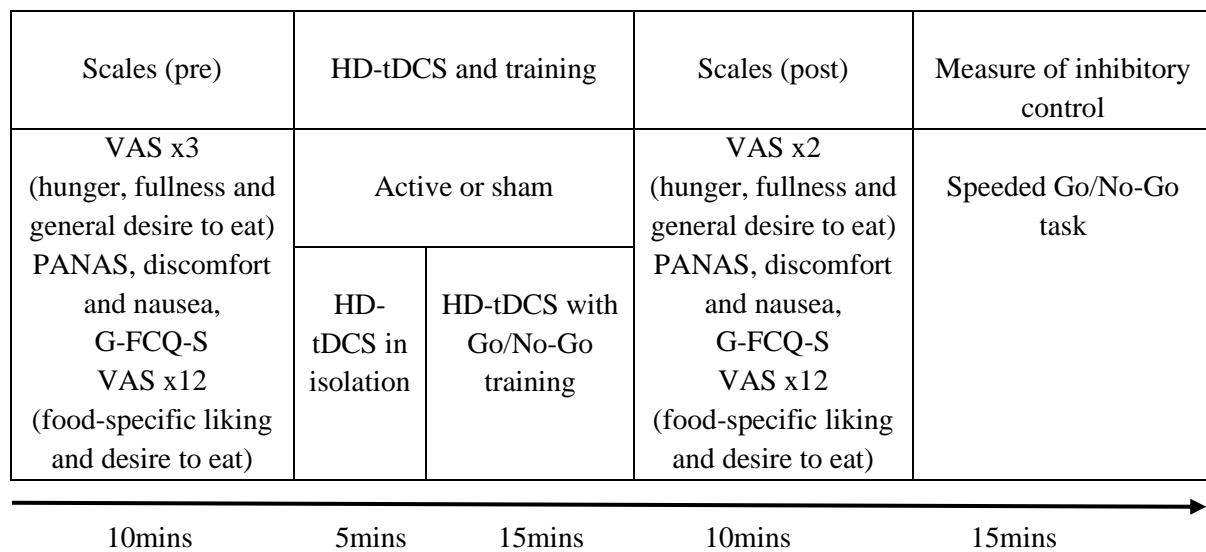 Scales (pre)
HD-tDCS and training
Scales (post)
Measure of inhibitory
control
VAS x3
(hunger, fullness and
general desire to eat)
PANAS, discomfort
and nausea,
G-FCQ-S
VAS x12
(food-specific liking
and desire to eat)
Active or sham
HD-
tDCS in
isolation
HD-tDCS with
Go/No-Go
training
VAS x2
(hunger, fullness and
general desire to eat)
PANAS, discomfort
and nausea,
G-FCQ-S
VAS x12
(food-specific liking
and desire to eat)
Speeded Go/No-Go
task
10mins
5mins
15mins
10mins
15mins